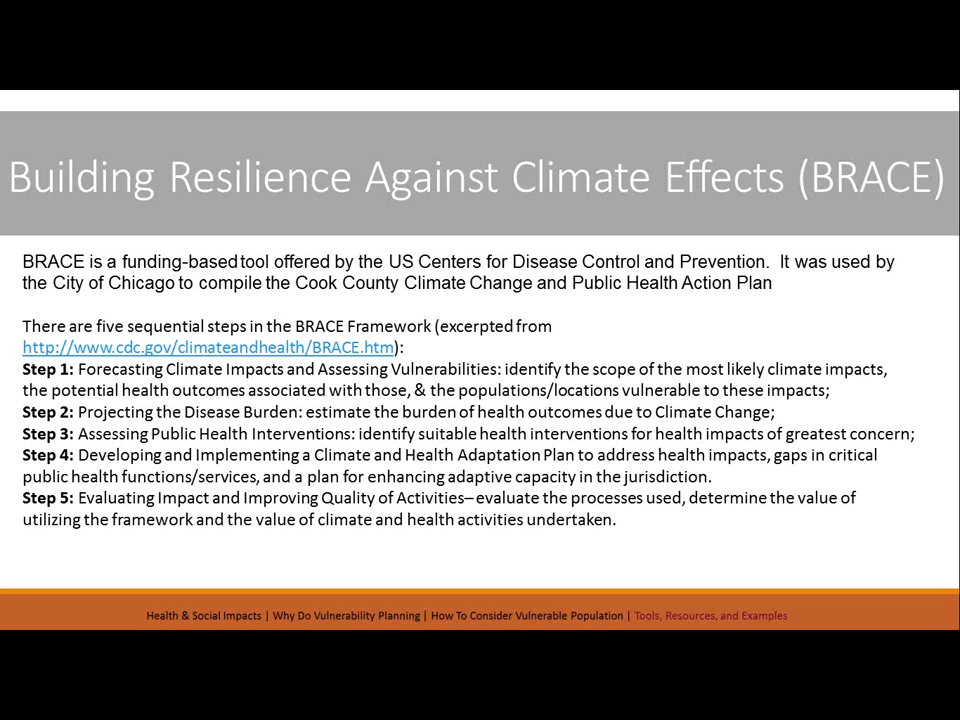 Building Resilience Against Climate Effects (BRACE)
BRACE is a funding-based tool offered by the US Centers for Disease Control and Prevention.  It was used by
the City of Chicago to compile the Cook County Climate Change and Public Health Action Plan
There are five sequential steps in the BRACE Framework (excerpted from
http://www.cdc.gov/climateandhealth/BRACE.htm):
Step 1: Forecasting Climate Impacts and Assessing Vulnerabilities: identify the scope of the most likely climate impacts,
the potential health outcomes associated with those, & the populations/locations vulnerable to these impacts;
Step 2: Projecting the Disease Burden: estimate the burden of health outcomes due to Climate Change;
Step 3: Assessing Public Health Interventions: identify suitable health interventions for health impacts of greatest concern;
Step 4: Developing and Implementing a Climate and Health Adaptation Plan to address health impacts, gaps in critical
public health functions/services, and a plan for enhancing adaptive capacity in the jurisdiction.
Step 5: Evaluating Impact and Improving Quality of Activities– evaluate the processes used, determine the value of
utilizing the framework and the value of climate and health activities undertaken.
Health & Social Impacts | Why Do Vulnerability Planning | How To Consider Vulnerable Population | Tools, Resources, and Examples